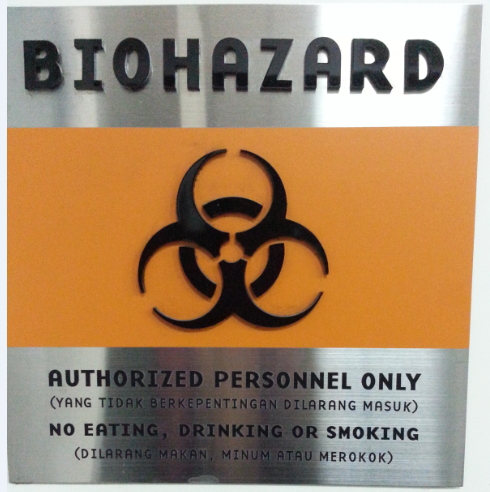 BIOHAZARD
AUTHORIZED PERSONNEL ONLY
(YANG TIDAK BERKEPENTINGAN DILARANG MASUK)
NO EATING, DRINKING OR SMOKING
(DILARANG MAKAN, MINUM ATAU MEROKOK)